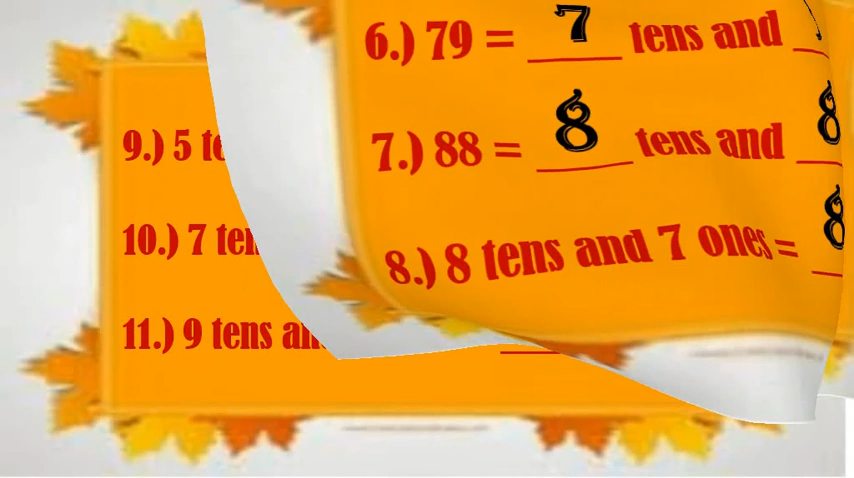 6.) 79 = 7 tens and
7.) 88 = 8 tens and 8
8.) 8 tens and 7 ones = 8
9.) 5
10.) 7
11.) 9 tens